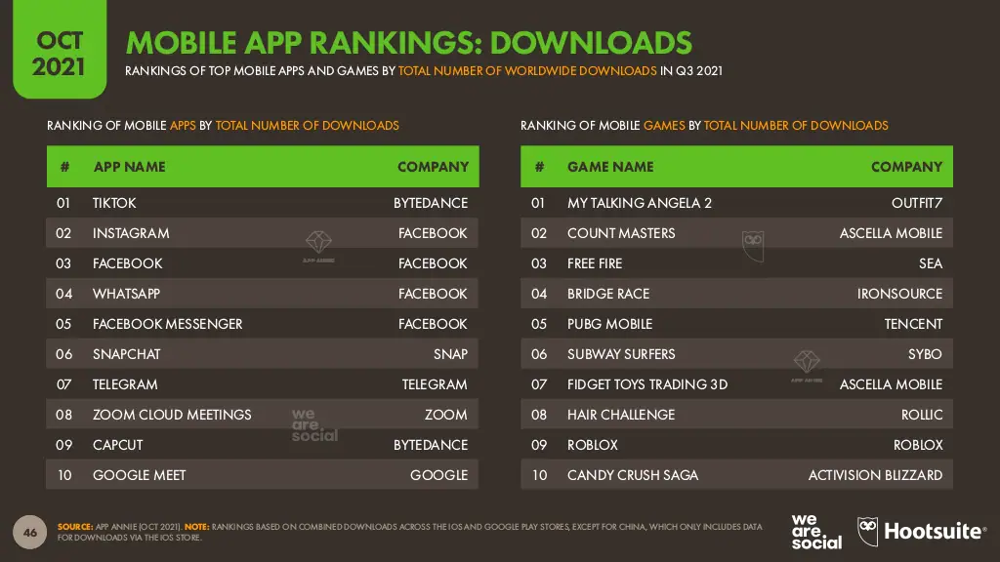 OCT
2021
MOBILE APP RANKINGS: DOWNLOADS
RANKINGS OF TOP MOBILE APPS AND GAMES BY TOTAL NUMBER OF WORLDWIDE DOWNLOADS IN Q3 2021
RANKING OF MOBILE APPS BY TOTAL NUMBER OF DOWNLOADS
# APP NAME COMPANY
01 TIKTOK BYTEDANCE
02 INSTAGRAM FACEBOOK
03 FACEBOOK FACEBOOK
04 WHATSAPP FACEBOOK
05 FACEBOOK MESSENGER FACEBOOK
06 SNAPCHAT SNAP
07 TELEGRAM TELEGRAM
08 ZOOM CLOUD MEETINGS ZOOM
09 CAPCUT BYTEDANCE
10 GOOGLE MEET GOOGLE
APP ANNIE
we
are
social
RANKING OF MOBILE GAMES BY TOTAL NUMBER OF DOWNLOADS
# GAME NAME COMPANY
01 MY TALKING ANGELA 2 OUTFIT7
02 COUNT MASTERS ASCELLA MOBILE
03 FREE FIRE SEA
04 BRIDGE RACE IRONSOURCE
05 PUBG MOBILE TENCENT
06 SUBWAY SURFERS SYBO
07 FIDGET TOYS TRADING 3D ASCELLA MOBILE
08 HAIR CHALLENGE ROLLIC
09 ROBLOX ROBLOX
10 CANDY CRUSH SAGA ACTIVISION BLIZZARD
APP ANNIE
46
SOURCE: APP ANNIE (OCT 2021). NOTE: RANKINGS BASED ON COMBINED DOWNLOADS ACROSS THE IOS AND GOOGLE PLAY STORES, EXCEPT FOR CHINA, WHICH ONLY INCLUDES DATA
FOR DOWNLOADS VIA THE IOS STORE.
we
are
social
Hootsuite®